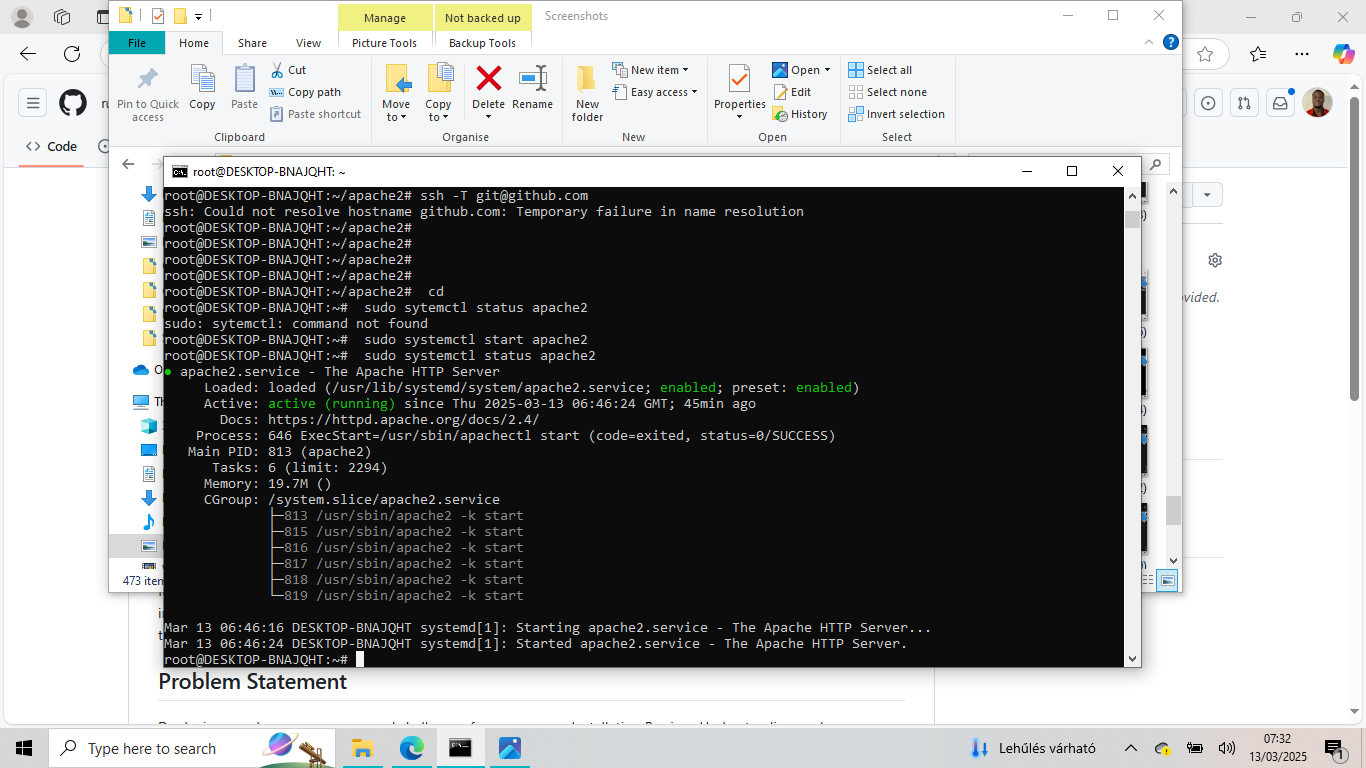 Manage
Not backed up
Screenshots
File
Home
Share
View
Picture Tools
Backup Tools
Pin to Quick access
Copy
Paste
Cut
Copy path
Paste shortcut
Clipboard
Move to
Copy to
Delete
Rename
Organise
New folder
New item
Easy access
New
Properties
Open
Edit
History
Open
Select all
Select none
Invert selection
Select
Code
root@DESKTOP-BNAJQHT: ~
root@DESKTOP-BNAJQHT:~/apache2# ssh -T git@github.com
ssh: Could not resolve hostname github.com: Temporary failure in name resolution
root@DESKTOP-BNAJQHT:~/apache2#
root@DESKTOP-BNAJQHT:~/apache2#
root@DESKTOP-BNAJQHT:~/apache2#
root@DESKTOP-BNAJQHT:~/apache2#
root@DESKTOP-BNAJQHT:~/apache2#  cd
root@DESKTOP-BNAJQHT:~#  sudo sytemctl status apache2
sudo: sytemctl: command not found
root@DESKTOP-BNAJQHT:~#  sudo systemctl start apache2
root@DESKTOP-BNAJQHT:~#  sudo systemctl status apache2
● apache2.service - The Apache HTTP Server
Loaded: loaded (/usr/lib/systemd/system/apache2.service; enabled; preset: enabled)
Active: active (running) since Thu 2025-03-13 06:46:24 GMT; 45min ago
Docs: https://httpd.apache.org/docs/2.4/
Process: 646 ExecStart=/usr/sbin/apachectl start (code=exited, status=0/SUCCESS)
Main PID: 813 (apache2)
Tasks: 6 (limit: 2294)
Memory: 19.7M ()
CGroup: /system.slice/apache2.service
├─813 /usr/sbin/apache2 -k start
├─815 /usr/sbin/apache2 -k start
├─816 /usr/sbin/apache2 -k start
├─817 /usr/sbin/apache2 -k start
├─818 /usr/sbin/apache2 -k start
└─819 /usr/sbin/apache2 -k start
Mar 13 06:46:16 DESKTOP-BNAJQHT systemd[1]: Starting apache2.service - The Apache HTTP Server...
Mar 13 06:46:24 DESKTOP-BNAJQHT systemd[1]: Started apache2.service - The Apache HTTP Server.
root@DESKTOP-BNAJQHT:~#
vided.
473 iten
Problem Statement
Type here to search
Lehűlés várható
07:32
13/03/2025
1